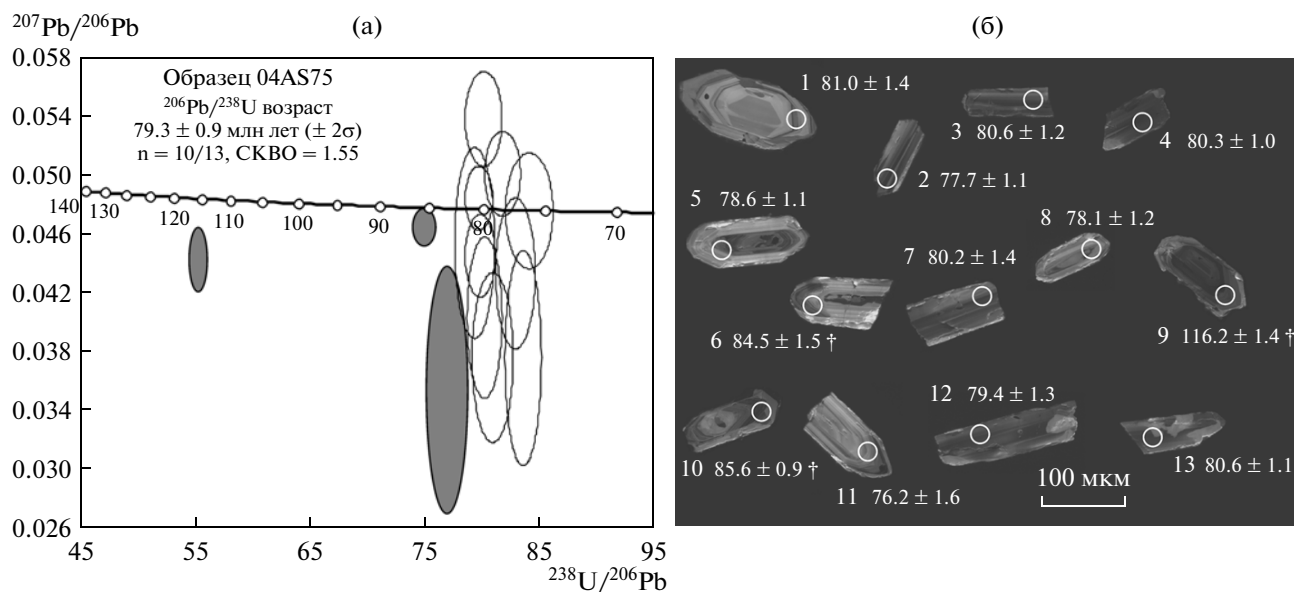 ²⁰⁷Pb/²⁰⁶Pb
(а)
0.058
0.054
0.050
0.046
0.042
0.038
0.034
0.030
0.026
Образец 04AS75
²⁰⁶Pb/²³⁸U возраст
79.3 ± 0.9 млн лет (± 2σ)
n = 10/13, СКВО = 1.55
140
130
120
110
100
90
80
70
45
55
65
75
85
95
²³⁸U/²⁰⁶Pb
(б)
1 81.0 ± 1.4
2 77.7 ± 1.1
3 80.6 ± 1.2
4 80.3 ± 1.0
5 78.6 ± 1.1
6 84.5 ± 1.5 †
7 80.2 ± 1.4
8 78.1 ± 1.2
9 116.2 ± 1.4 †
10 85.6 ± 0.9 †
11 76.2 ± 1.6
12 79.4 ± 1.3
13 80.6 ± 1.1
100 мкм